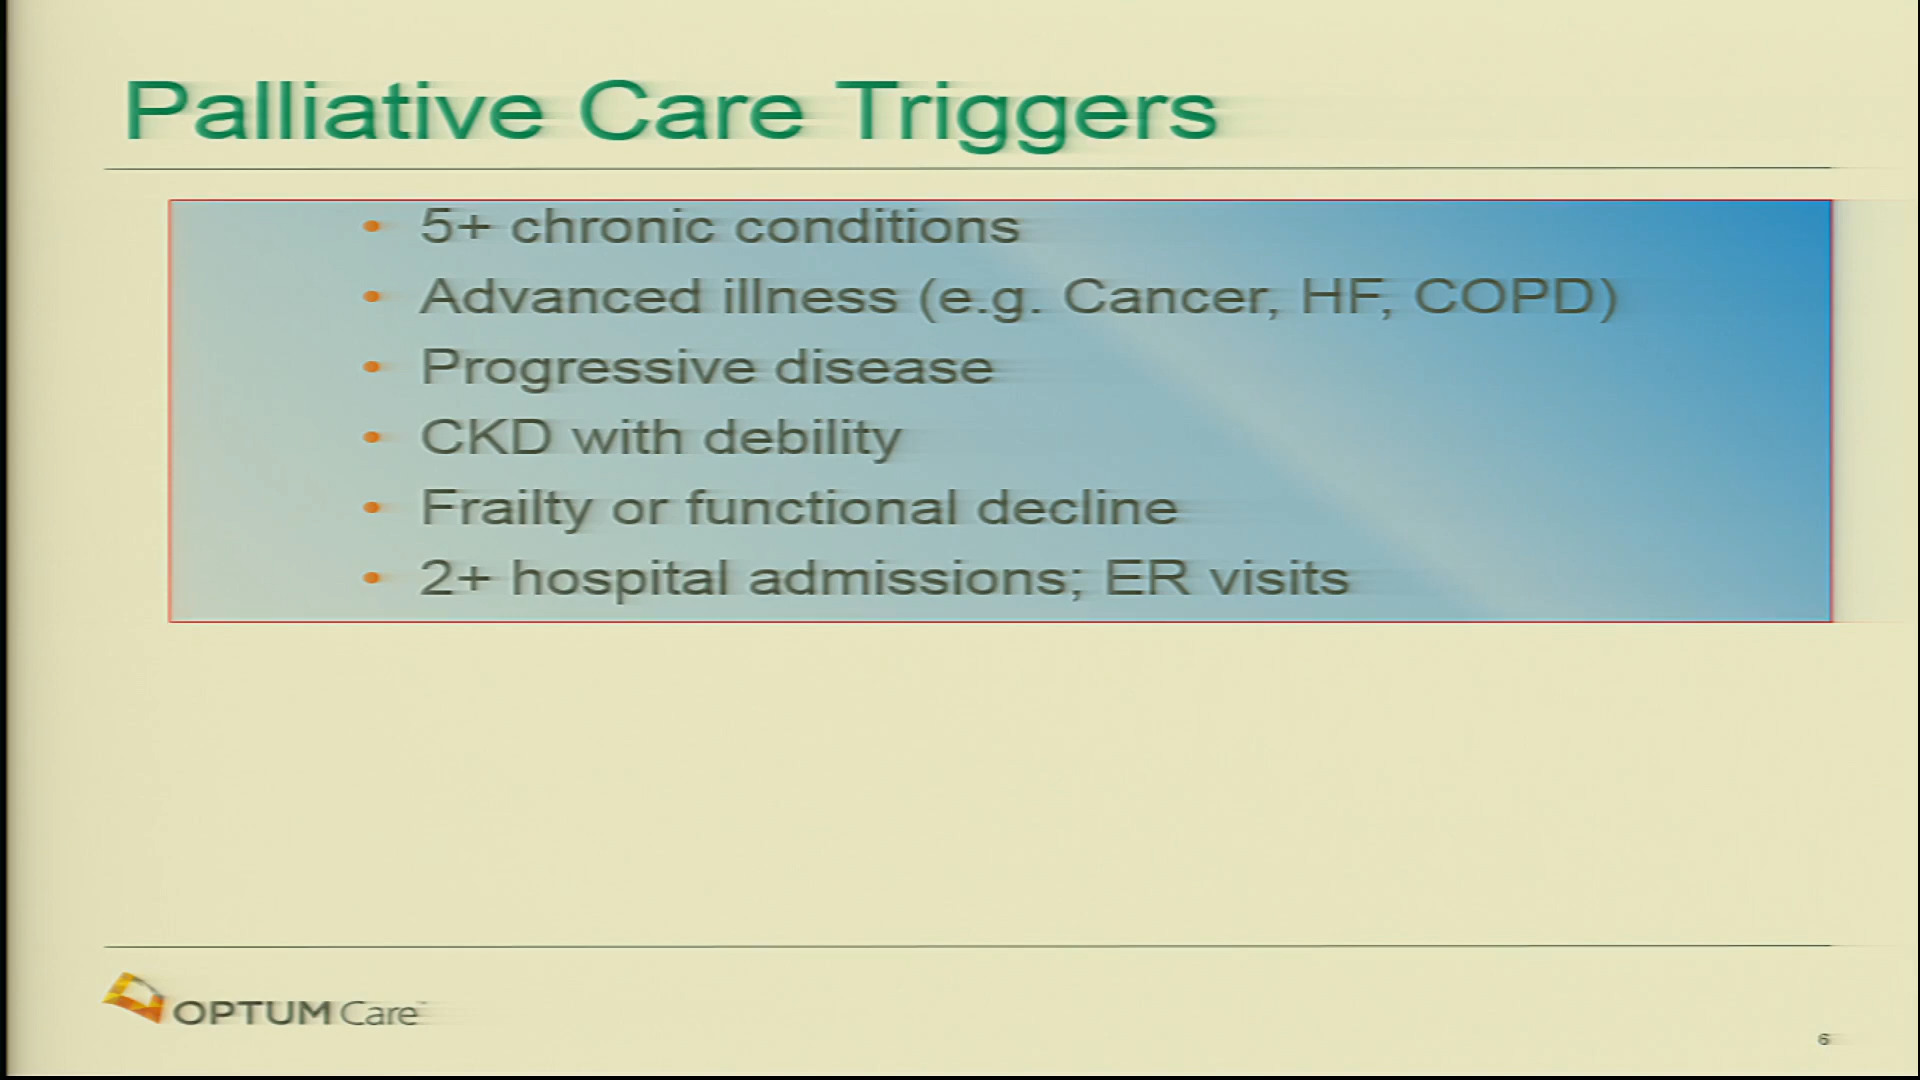 Palliative Care Triggers
• 5+ chronic conditions
• Advanced illness (e.g. Cancer, HF, COPD)
• Progressive disease
• CKD with debility
• Frailty or functional decline
• 2+ hospital admissions; ER visits
OPTUM Care™
6